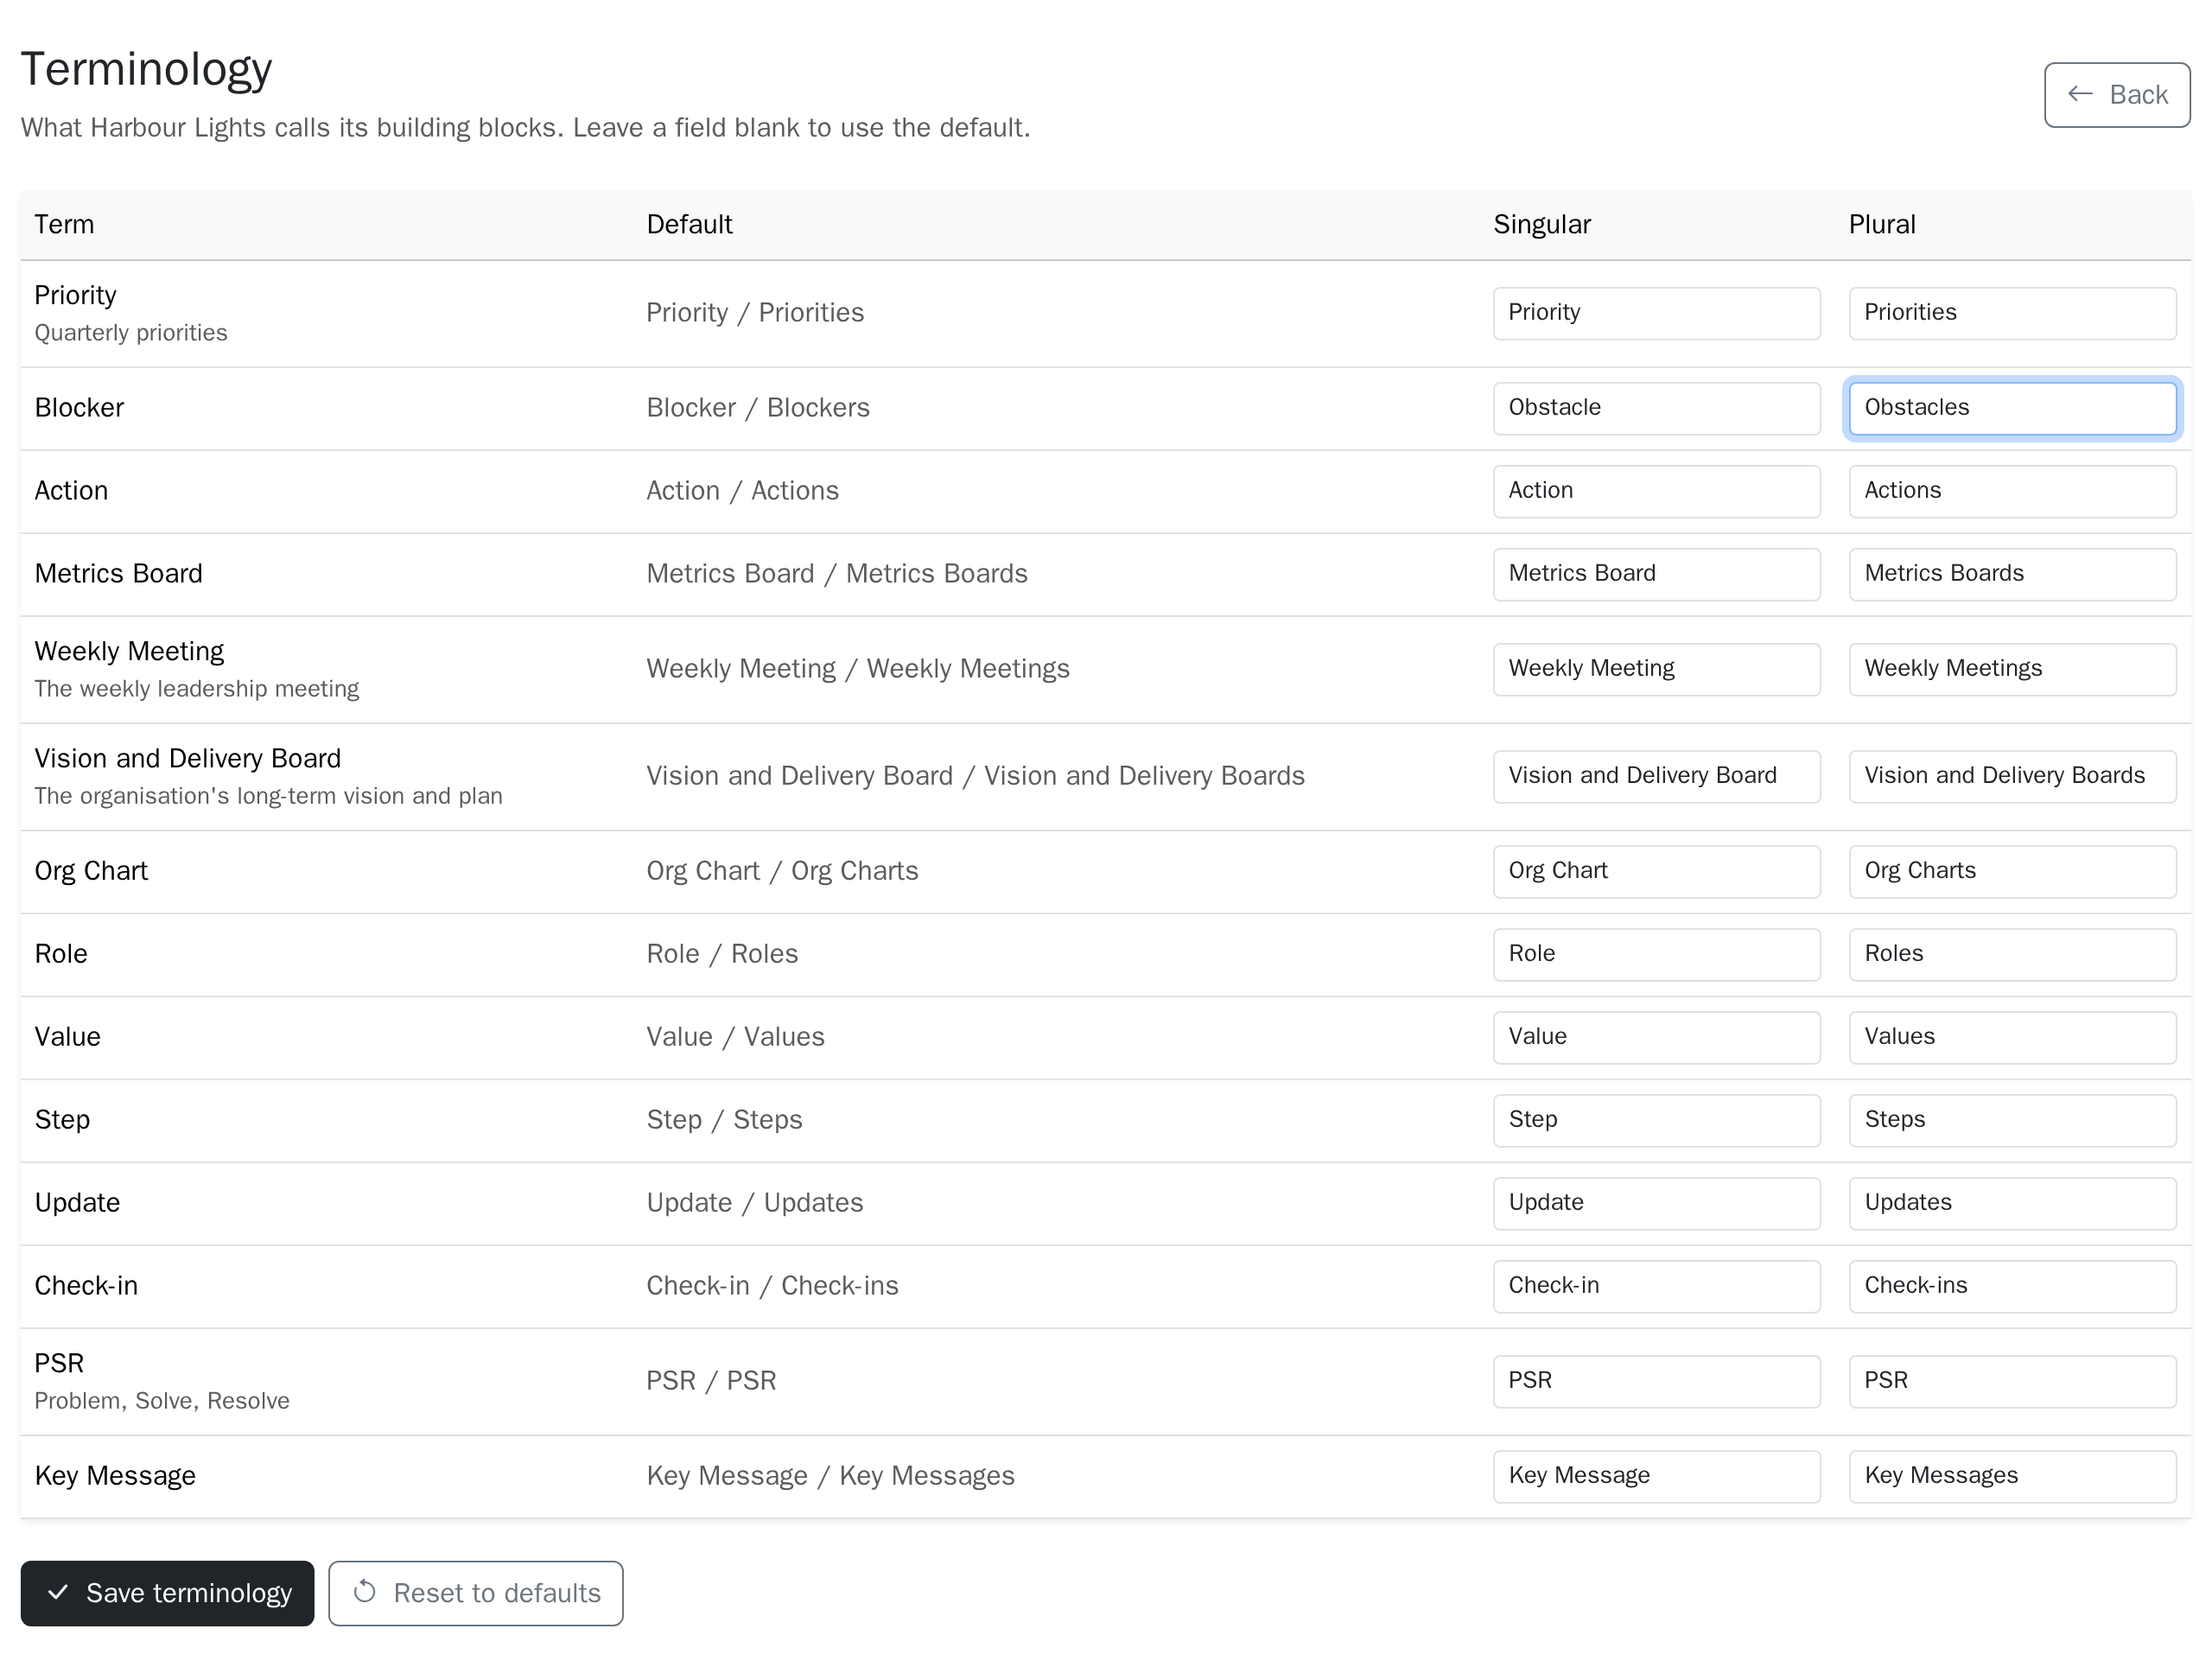 Terminology
What Harbour Lights calls its building blocks. Leave a field blank to use the default.
Back
Term Default Singular Plural
Priority
Quarterly priorities
Priority / Priorities Priority Priorities
Blocker Blocker / Blockers Obstacle Obstacles
Action Action / Actions Action Actions
Metrics Board Metrics Board / Metrics Boards Metrics Board Metrics Boards
Weekly Meeting
The weekly leadership meeting
Weekly Meeting / Weekly Meetings Weekly Meeting Weekly Meetings
Vision and Delivery Board
The organisation's long-term vision and plan
Vision and Delivery Board / Vision and Delivery Boards Vision and Delivery Board Vision and Delivery Boards
Org Chart Org Chart / Org Charts Org Chart Org Charts
Role Role / Roles Role Roles
Value Value / Values Value Values
Step Step / Steps Step Steps
Update Update / Updates Update Updates
Check-in Check-in / Check-ins Check-in Check-ins
PSR
Problem, Solve, Resolve
PSR / PSR PSR PSR
Key Message Key Message / Key Messages Key Message Key Messages
Save terminology Reset to defaults